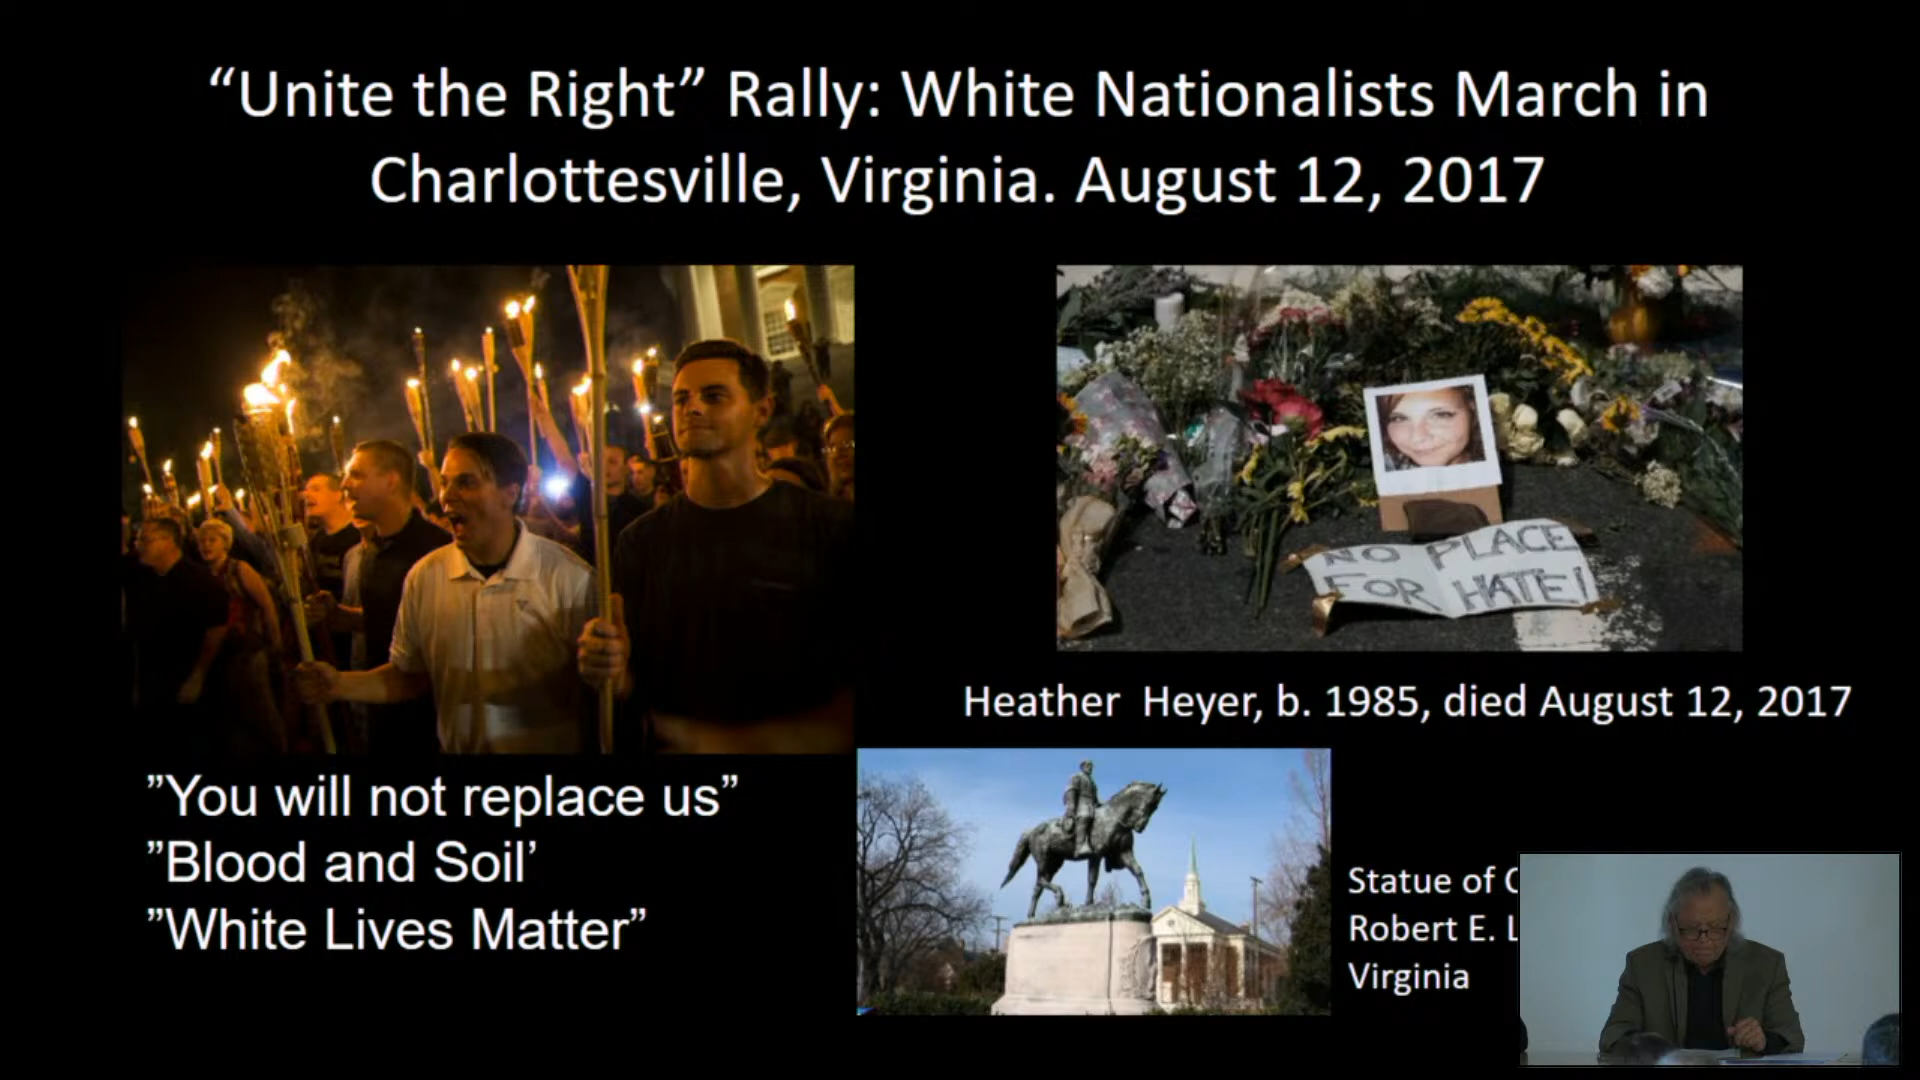 “Unite the Right” Rally: White Nationalists March in
Charlottesville, Virginia. August 12, 2017
NO PLACE
FOR HATE!
Heather Heyer, b. 1985, died August 12, 2017
”You will not replace us”
”Blood and Soil’
”White Lives Matter”
Statue of
Robert E.
Virginia